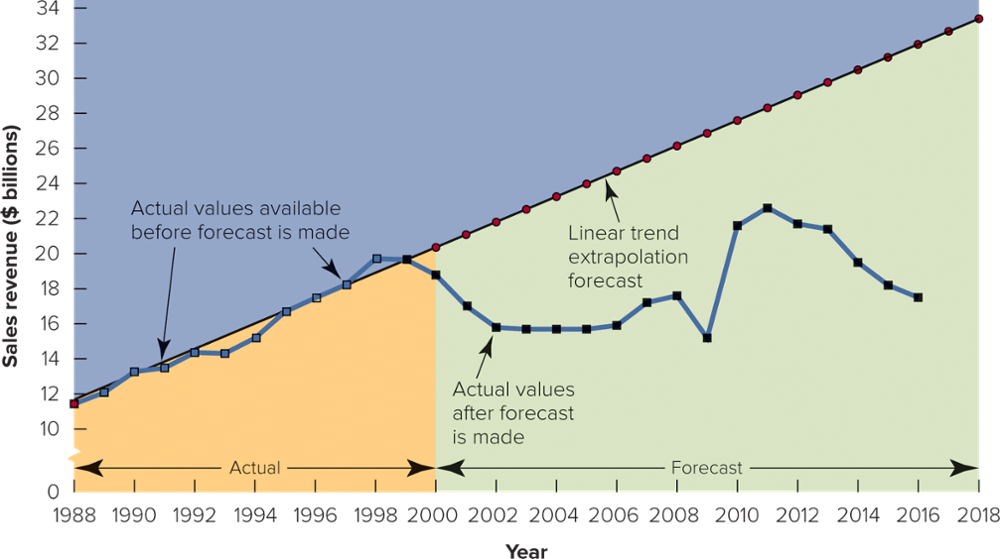 34
32
30
28
26
24
22
20
18
16
14
12
10
0
Sales revenue ($ billions)
Actual values available
before forecast is made
Linear trend
extrapolation
forecast
Actual values
after forecast
is made
Actual
Forecast
1988 1990 1992 1994 1996 1998 2000 2002 2004 2006 2008 2010 2012 2014 2016 2018
Year